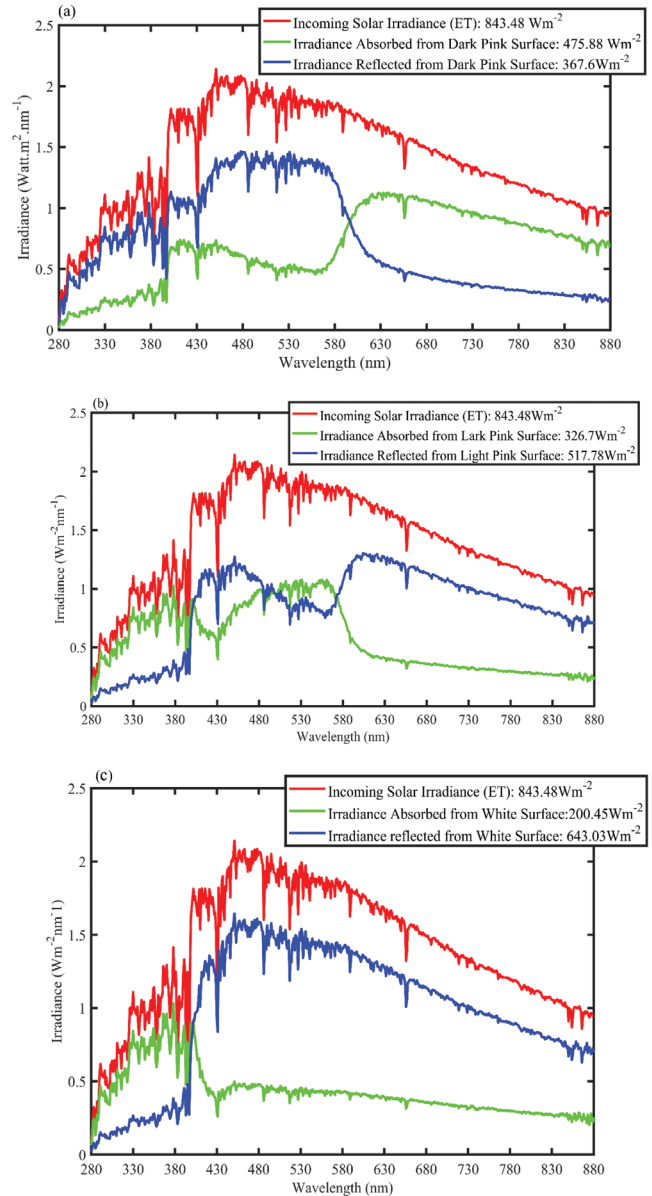 (a)
Incoming Solar Irradiance (ET): 843.48 Wm⁻²
Irradiance Absorbed from Dark Pink Surface: 475.88 Wm⁻²
Irradiance Reflected from Dark Pink Surface: 367.6Wm⁻²
2.5
2
1.5
1
0.5
0
Irradiance (Watt.m².nm⁻¹)
280 330 380 430 480 530 580 630 680 730 780 830 880
Wavelength (nm)
(b)
Incoming Solar Irradiance (ET): 843.48Wm⁻²
Irradiance Absorbed from Lark Pink Surface: 326.7Wm⁻²
Irradiance Reflected from Light Pink Surface: 517.78Wm⁻²
2.5
2
1.5
1
0.5
0
Irradiance (Wm⁻²nm⁻¹)
280 330 380 430 480 530 580 630 680 730 780 830 880
Wavelength (nm)
(c)
Incoming Solar Irradiance (ET): 843.48Wm⁻²
Irradiance Absorbed from White Surface:200.45Wm⁻²
Irradiance reflected from White Surface: 643.03Wm⁻²
2.5
2
1.5
1
0.5
0
Irradiance (Wm⁻²nm⁻1)
280 330 380 430 480 530 580 630 680 730 780 830 880
Wavelength (nm)